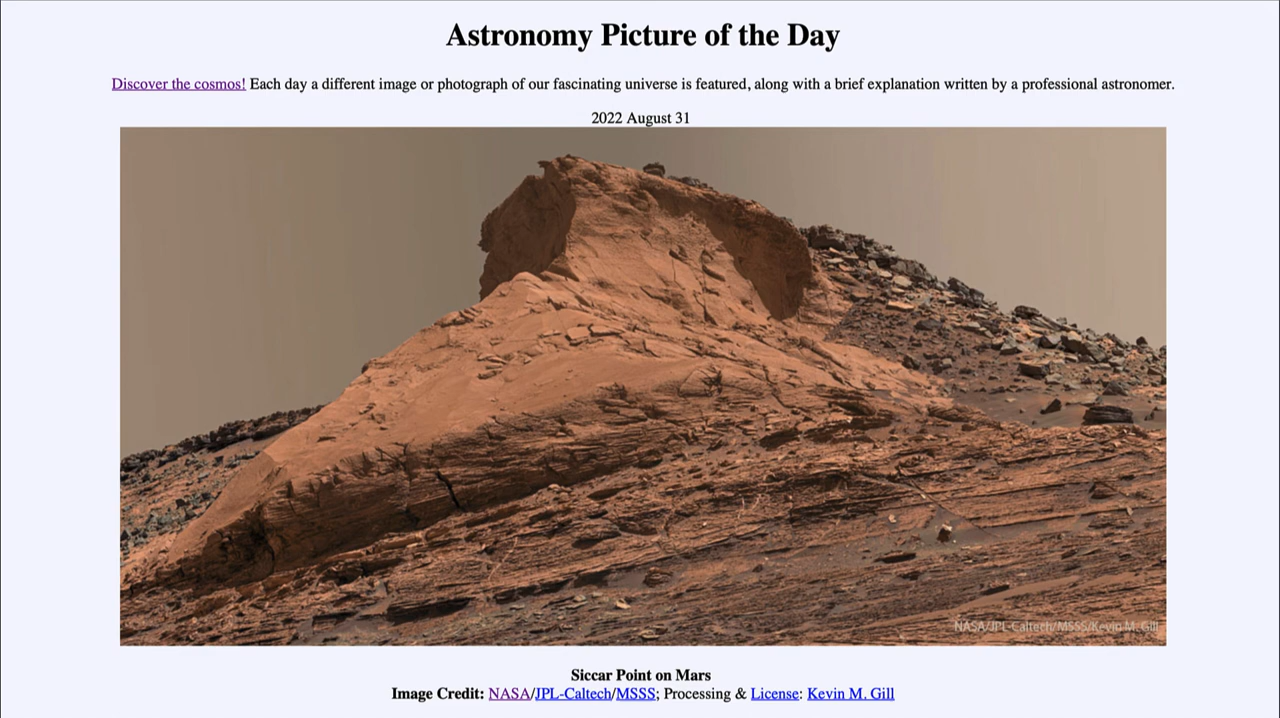 Astronomy Picture of the Day
Discover the cosmos! Each day a different image or photograph of our fascinating universe is featured, along with a brief explanation written by a professional astronomer.
2022 August 31
NASA/JPL-Caltech/MSSS/Kevin M. Gill
Siccar Point on Mars
Image Credit: NASA/JPL-Caltech/MSSS; Processing & License: Kevin M. Gill